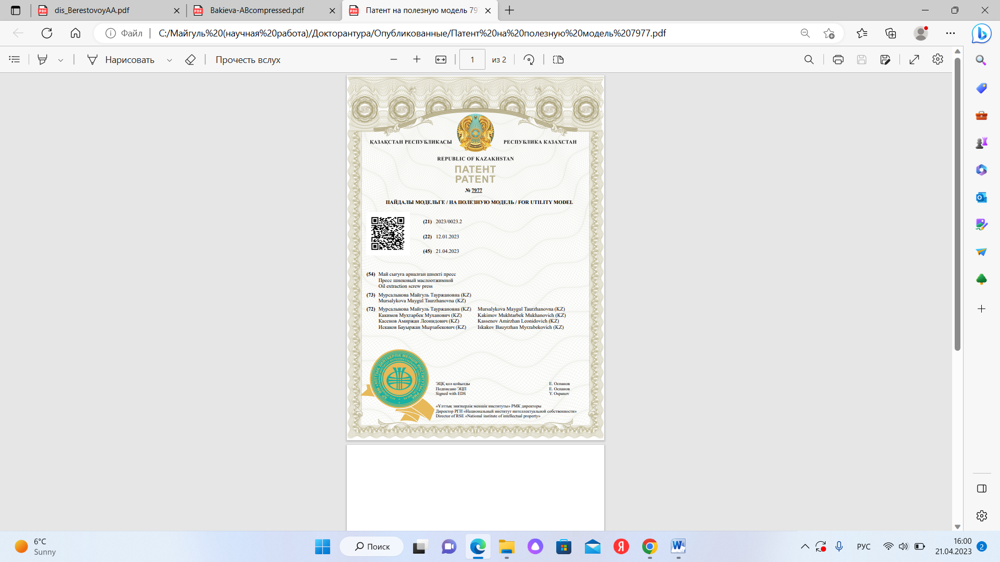 dis_BerestovoyAA.pdf
Bakieva-ABcompressed.pdf
Патент на полезную модель 79
Файл
C:/Майгуль%20(научная%20работа)/Докторантура/Опубликованные/Патент%20на%20полезную%20модель%207977.pdf
Нарисовать
Прочесть вслух
1
из 2
ҚАЗАҚСТАН РЕСПУБЛИКАСЫ
РЕСПУБЛИКА КАЗАХСТАН
REPUBLIC OF KAZAKHSTAN
ПАТЕНТ
PATENT
№ 7977
ПАЙДАЛЫ МОДЕЛЬГЕ / НА ПОЛЕЗНУЮ МОДЕЛЬ / FOR UTILITY MODEL
(21) 2023/0023.2
(22) 12.01.2023
(45) 21.04.2023
(54) Май сығуға арналған шнекті пресс
Пресс шнековый маслоотжимной
Oil extraction screw press
(73) Мурсалыкова Майгуль Тауржановна (KZ)
Mursalykova Maygul Taurzhanovna (KZ)
(72) Мурсалыкова Майгуль Тауржановна (KZ) Mursalykova Maygul Taurzhanovna (KZ)
Какимов Мухтарбек Муханович (KZ) Kakimov Mukhtarbek Mukhanovich (KZ)
Касенов Амиржан Леонидович (KZ) Kassenov Amirzhan Leonidovich (KZ)
Искаков Бауыржан Мырзабекович (KZ) Iskakov Bauyrzhan Myrzabekovich (KZ)
ЭЦҚ қол қойылды Е. Оспанов
Подписано ЭЦП Е. Оспанов
Signed with EDS Y. Ospanov
«Ұлттық зияткерлік меншік институты» РМК директоры
Директор РГП «Национальный институт интеллектуальной собственности»
Director of RSE «National institute of intellectual property»
6°C
Sunny
Поиск
РУС
16:00
21.04.2023
2